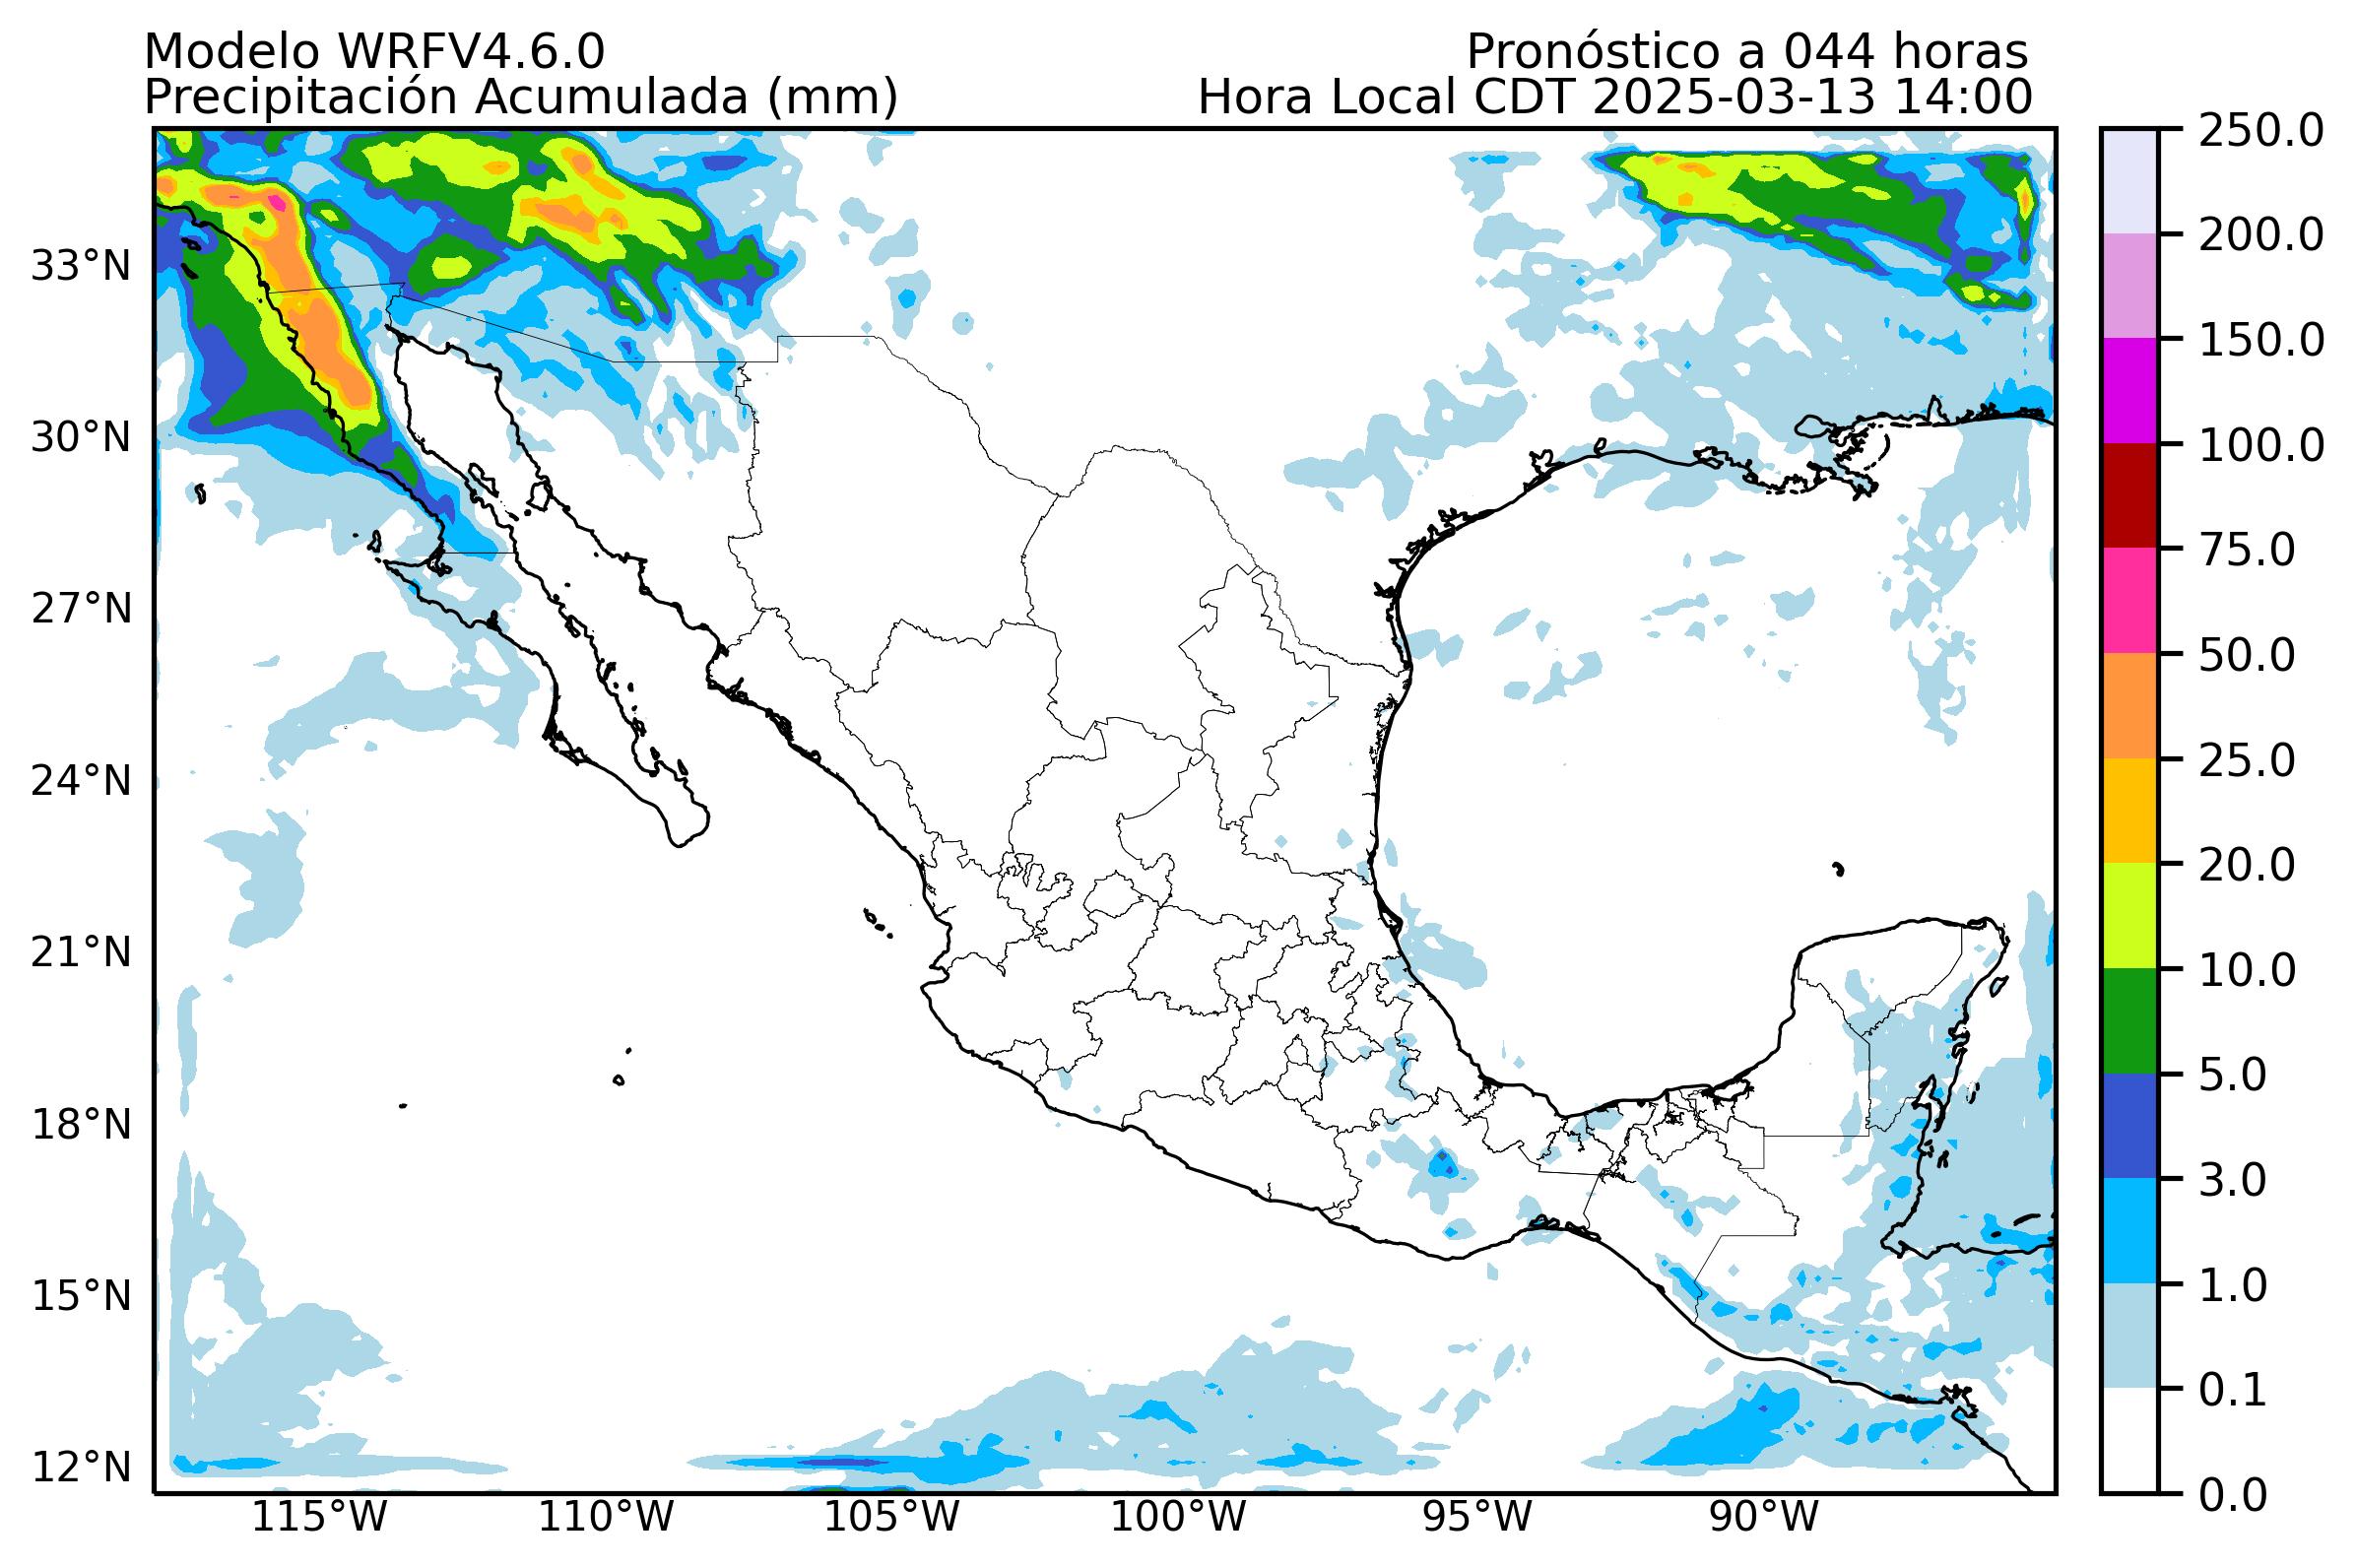 Modelo WRFV4.6.0
Pronóstico a 044 horas
Precipitación Acumulada (mm)
Hora Local CDT 2025-03-13 14:00
250.0
200.0
150.0
100.0
75.0
50.0
25.0
20.0
10.0
5.0
3.0
1.0
0.1
0.0
33°N
30°N
27°N
24°N
21°N
18°N
15°N
12°N
115°W
110°W
105°W
100°W
95°W
90°W